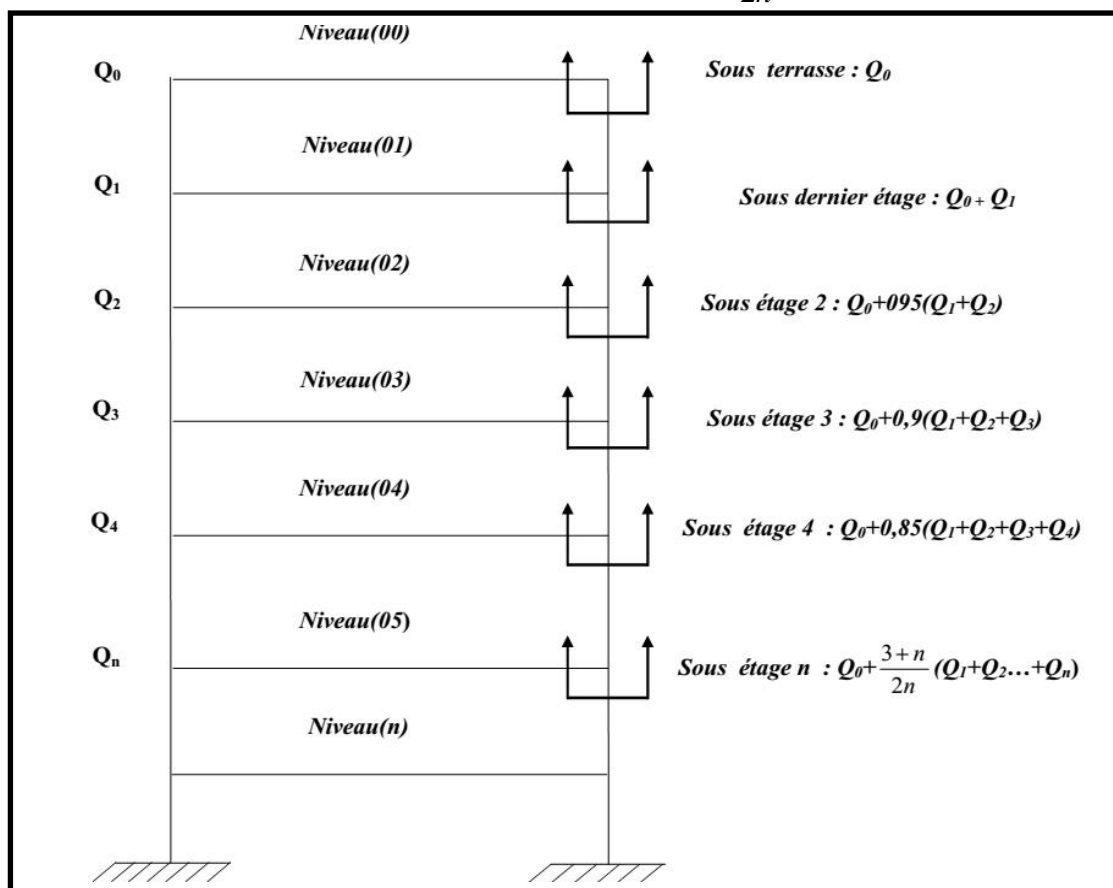 2n
Niveau(00)
Q₀ Sous terrasse : Q₀
Niveau(01)
Q₁ Sous dernier étage : Q₀ + Q₁
Niveau(02)
Q₂ Sous étage 2 : Q₀+095(Q₁+Q₂)
Niveau(03)
Q₃ Sous étage 3 : Q₀+0,9(Q₁+Q₂+Q₃)
Niveau(04)
Q₄ Sous étage 4 : Q₀+0,85(Q₁+Q₂+Q₃+Q₄)
Niveau(05)
Qₙ Sous étage n : Q₀+\frac{3+n}{2n}(Q₁+Q₂…+Qₙ)
Niveau(n)